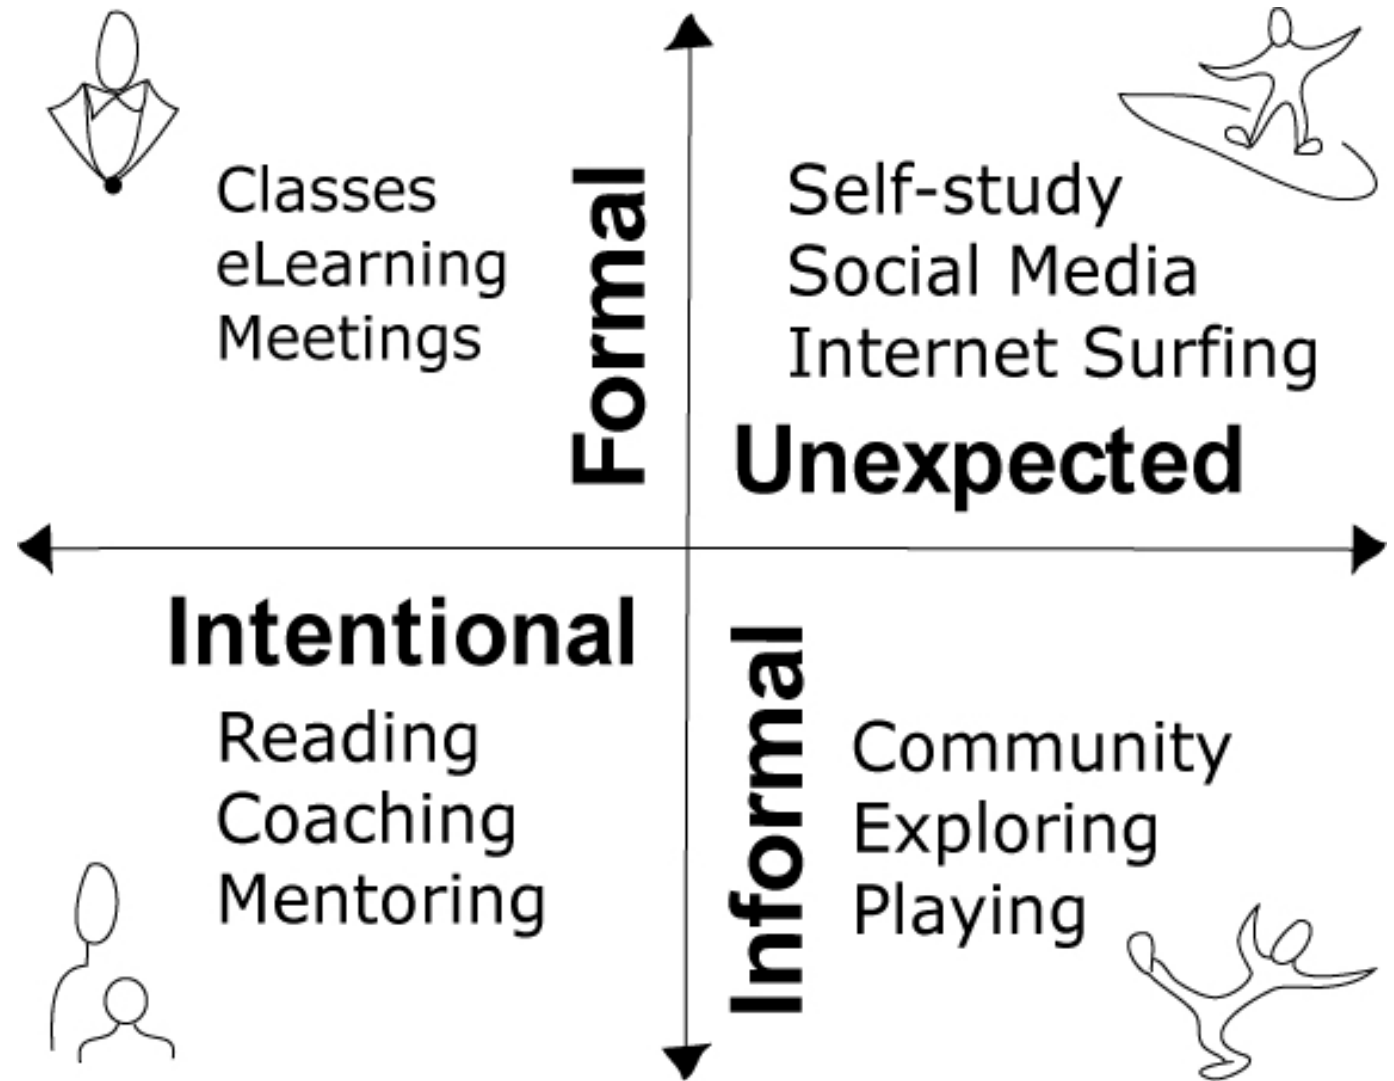 Classes
eLearning
Meetings
Formal
Self-study
Social Media
Internet Surfing
Unexpected
Intentional
Reading
Coaching
Mentoring
Informal
Community
Exploring
Playing